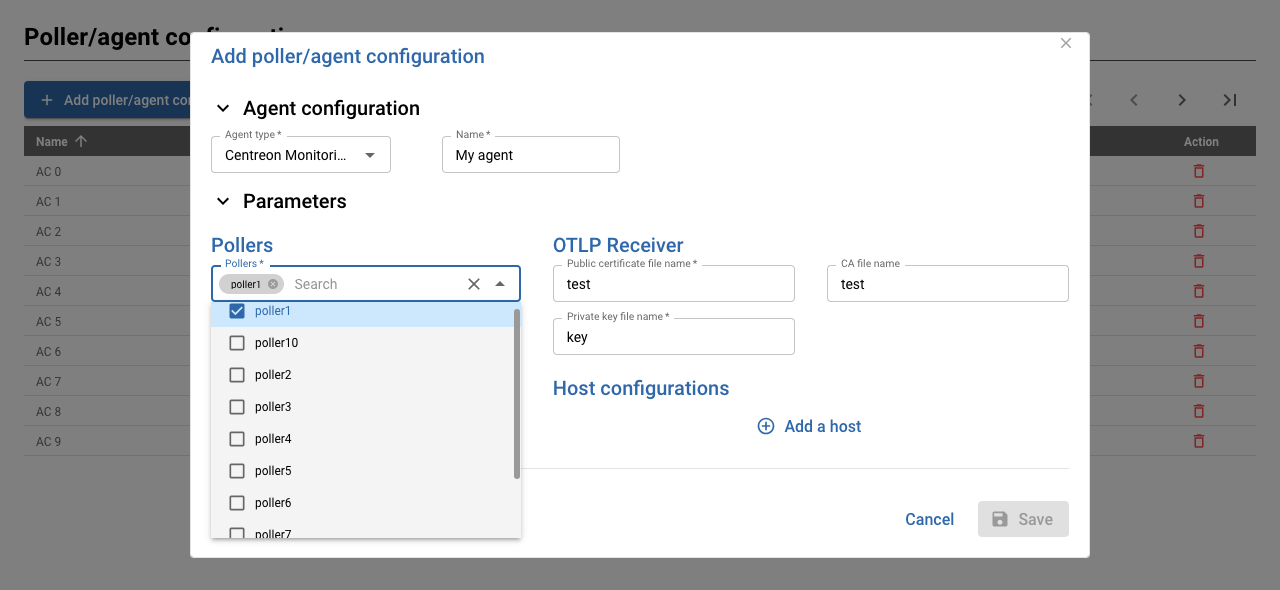 Poller/agent co
Add poller/agent configuration
Add poller/agent co
Agent configuration
Name
Action
Agent type *
Name *
Centreon Monitori...
My agent
AC 0
AC 1
Parameters
AC 2
Pollers
OTLP Receiver
AC 3
Pollers *
Public certificate file name *
CA file name
poller1
Search
test
test
AC 4
poller1
Private key file name *
AC 5
poller10
key
AC 6
poller2
AC 7
Host configurations
poller3
AC 8
Add a host
poller4
AC 9
poller5
poller6
Cancel
Save
poller7